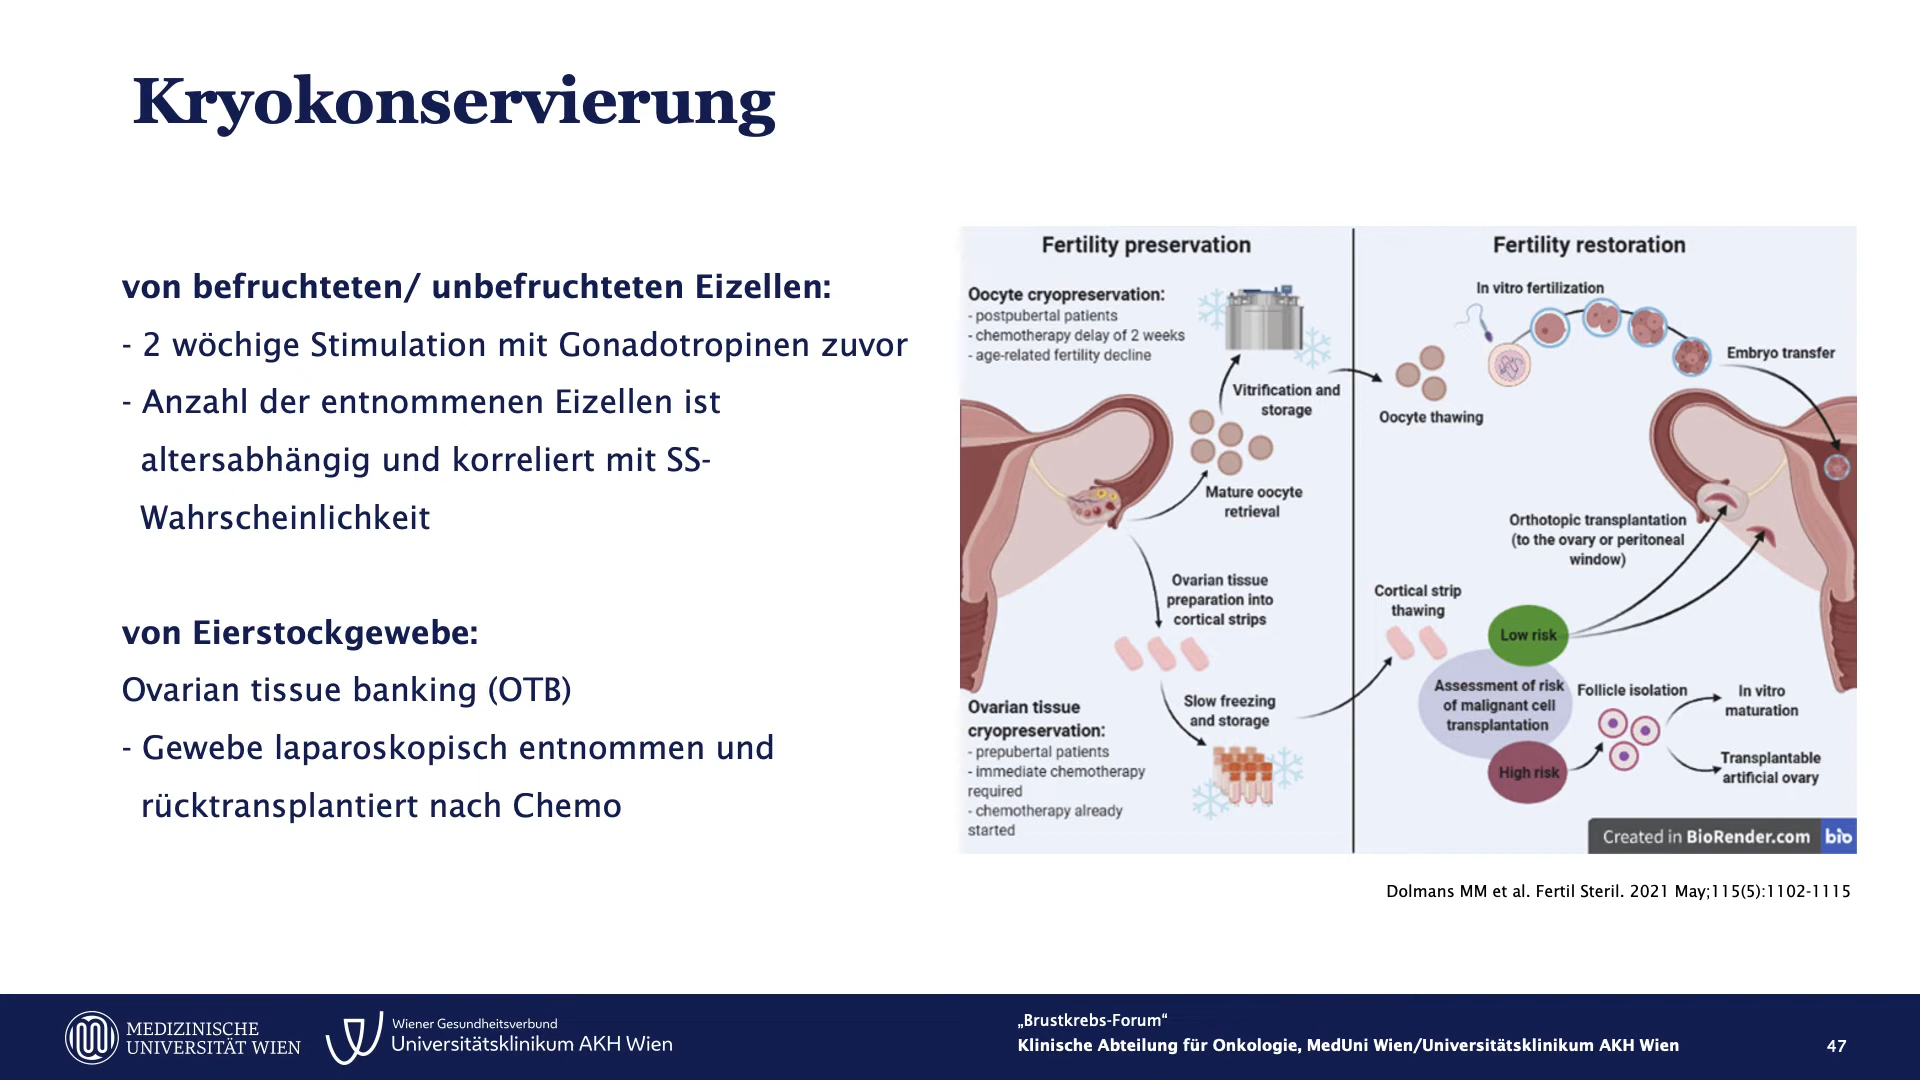 Kryokonservierung
von befruchteten/ unbefruchteten Eizellen:
- 2 wöchige Stimulation mit Gonadotropinen zuvor
- Anzahl der entnommenen Eizellen ist
altersabhängig und korreliert mit SS-
Wahrscheinlichkeit
von Eierstockgewebe:
Ovarian tissue banking (OTB)
- Gewebe laparoskopisch entnommen und
rücktransplantiert nach Chemo
Fertility preservation
Oocyte cryopreservation:
- postpubertal patients
- chemotherapy delay of 2 weeks
- age-related fertility decline
Vitrification and
storage
Mature oocyte
retrieval
Ovarian tissue
preparation into
cortical strips
Slow freezing
and storage
Ovarian tissue
cryopreservation:
- prepubertal patients
- immediate chemotherapy
required
- chemotherapy already
started
Fertility restoration
In vitro fertilization
Embryo transfer
Oocyte thawing
Orthotopic transplantation
(to the ovary or peritoneal
window)
Cortical strip
thawing
Low risk
Assessment of risk
of malignant cell
transplantation
High risk
Follicle isolation
In vitro
maturation
Transplantable
artificial ovary
Created in BioRender.com bio
Dolmans MM et al. Fertil Steril. 2021 May;115(5):1102-1115
MEDIZINISCHE
UNIVERSITÄT WIEN
Wiener Gesundheitsverbund
Universitätsklinikum AKH Wien
„Brustkrebs-Forum“
Klinische Abteilung für Onkologie, MedUni Wien/Universitätsklinikum AKH Wien
47